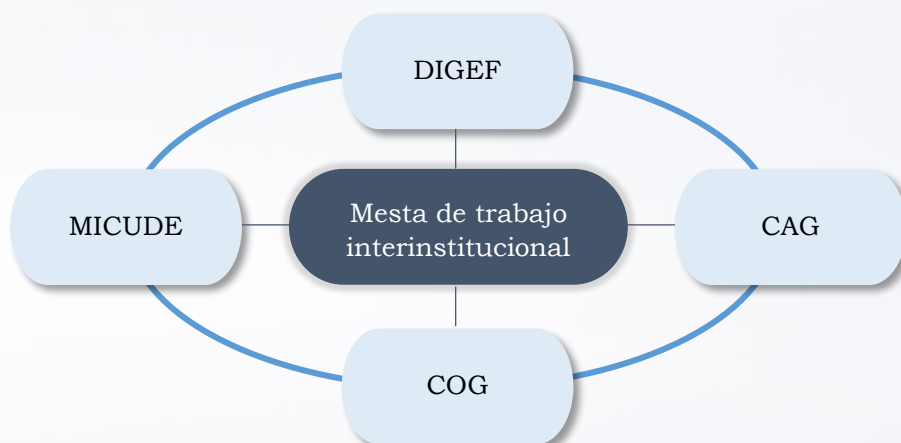 DIGEF
MICUDE
Mesta de trabajo
interinstitucional
CAG
COG